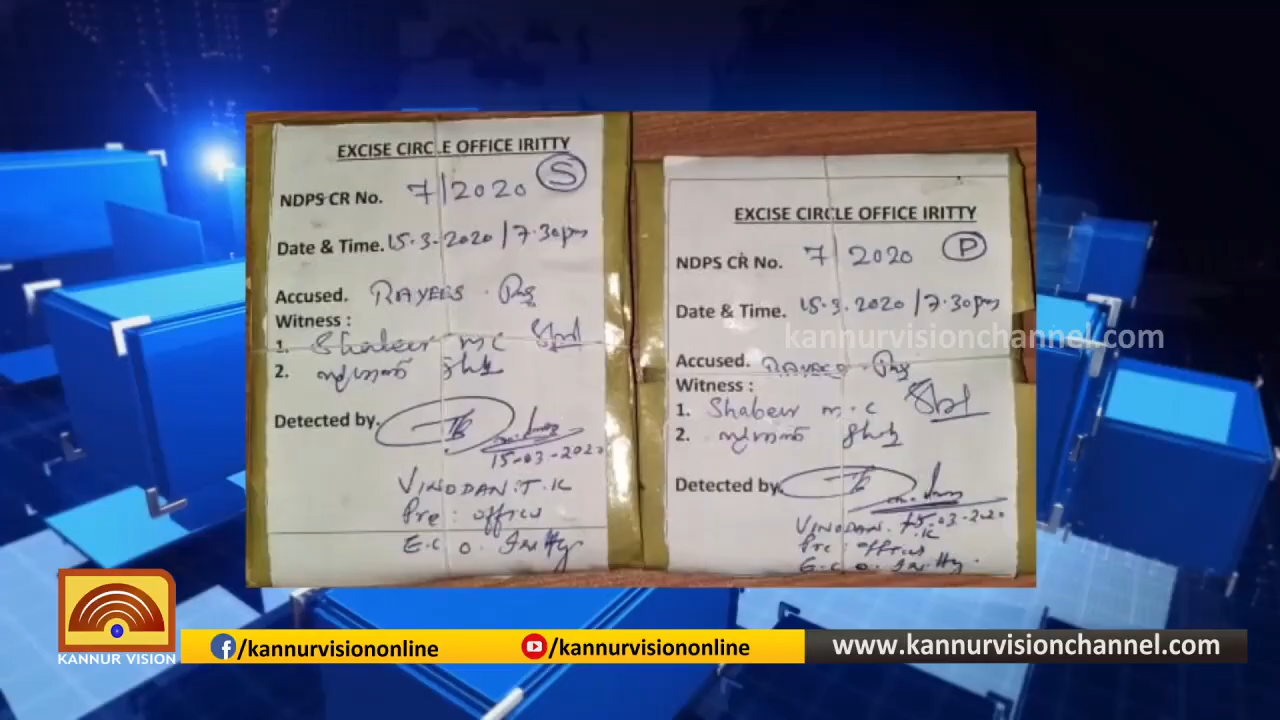 EXCISE CIRCLE OFFICE IRITTY
S
NDPS CR No. 7/2020
Date & Time. 15.3.2020/7.30pm
Accused. RAYEES
Witness :
1. Shabeer m c
2.
Detected by.
15-03-2020
VINODAN.T.K
Pre: officer
E.C.O. Iritty
EXCISE CIRCLE OFFICE IRITTY
P
NDPS CR No. 7/2020
Date & Time. 15.3.2020/7.30pm
kannurvisionchannel.com
Accused. RAYEES
Witness :
1. Shabeer m.c
2.
Detected by.
15-03-2020
VINODAN.T.K
Pre: officer
E.C.O. Iritty
KANNUR VISION
/kannurvisiononline
/kannurvisiononline
www.kannurvisionchannel.com